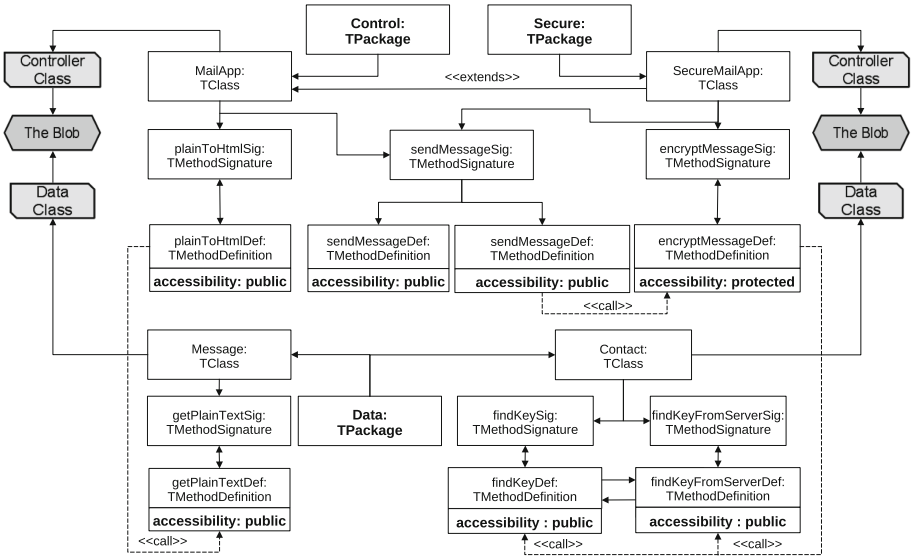 Control:
TPackage
Secure:
TPackage
Controller
Class
MailApp:
TClass
<<extends>>
SecureMailApp:
TClass
Controller
Class
The Blob
plainToHtmlSig:
TMethodSignature
sendMessageSig:
TMethodSignature
encryptMessageSig:
TMethodSignature
The Blob
Data
Class
Data
Class
plainToHtmlDef:
TMethodDefinition
accessibility: public
sendMessageDef:
TMethodDefinition
accessibility: public
sendMessageDef:
TMethodDefinition
accessibility: public
encryptMessageDef:
TMethodDefinition
accessibility: protected
<<call>>
Message:
TClass
Contact:
TClass
getPlainTextSig:
TMethodSignature
Data:
TPackage
findKeySig:
TMethodSignature
findKeyFromServerSig:
TMethodSignature
getPlainTextDef:
TMethodDefinition
accessibility: public
findKeyDef:
TMethodDefinition
accessibility : public
findKeyFromServerDef:
TMethodDefinition
accessibility : public
<<call>>
<<call>>
<<call>>